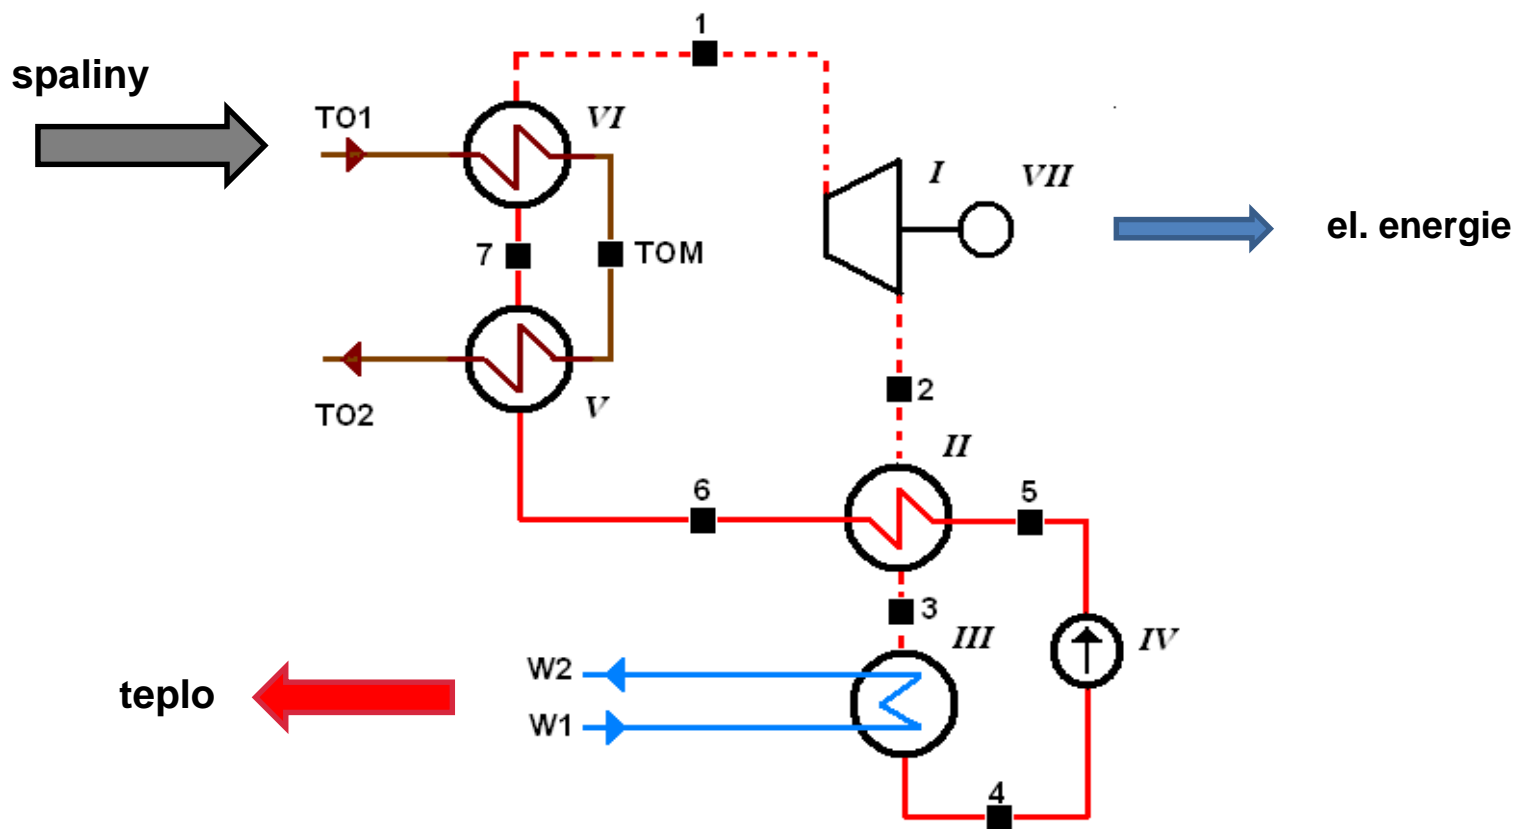 1
spaliny
TO1
VI
I
VII
el. energie
7
TOM
2
V
TO2
II
6
5
3
III
IV
W2
teplo
W1
4